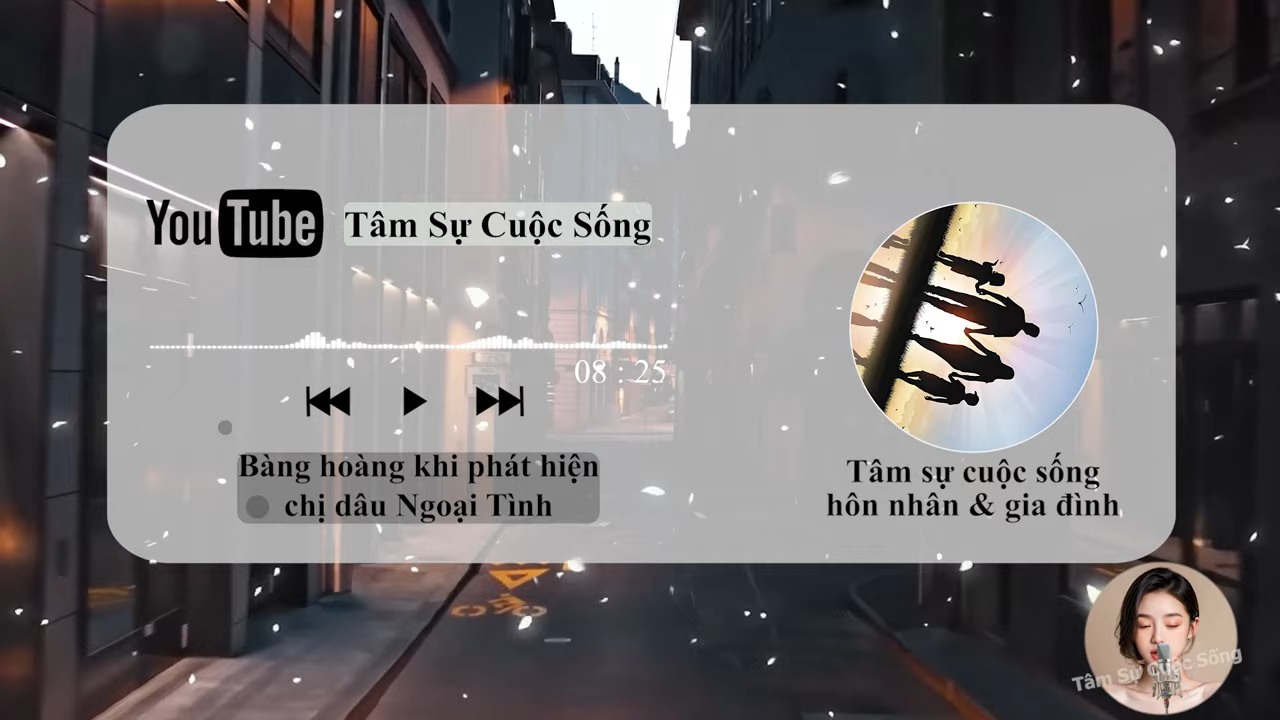 YouTube Tâm Sự Cuộc Sống
08 : 25
Bàng hoàng khi phát hiện
chị dâu Ngoại Tình
Tâm sự cuộc sống
hôn nhân & gia đình
Tâm Sự Cuộc Sống